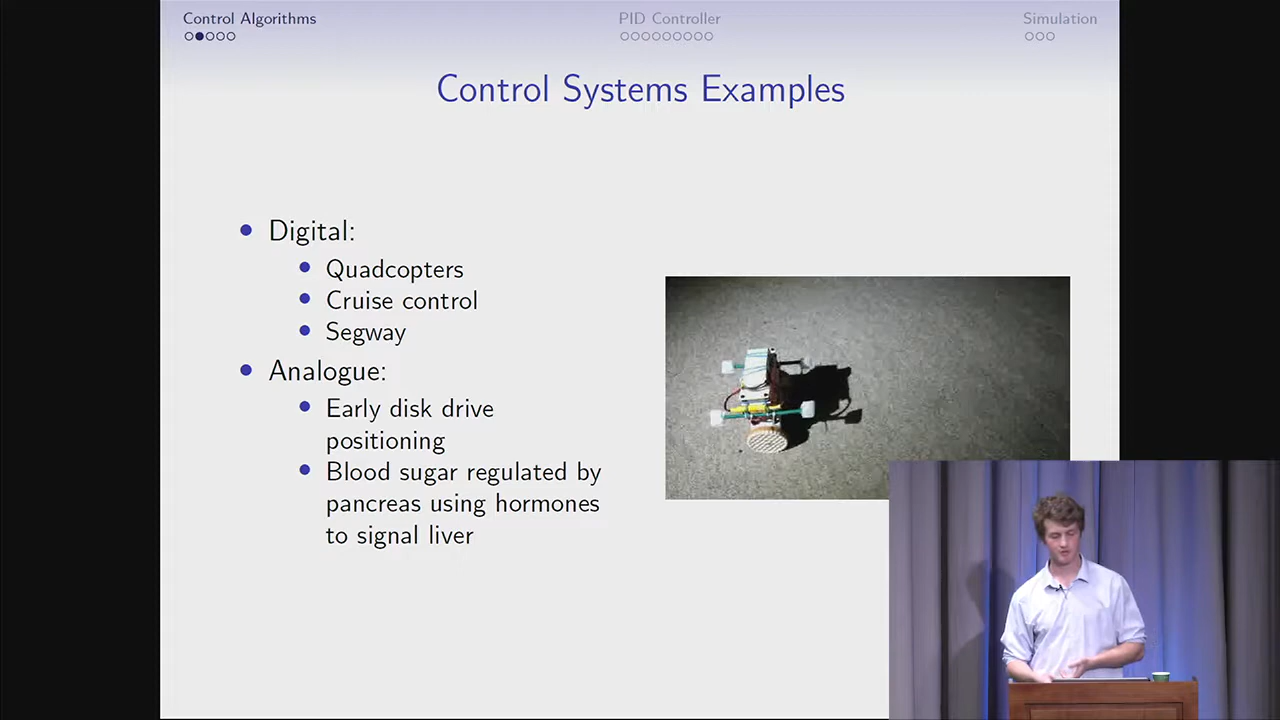 Control Algorithms
PID Controller
Simulation
Control Systems Examples
Digital:
Quadcopters
Cruise control
Segway
Analogue:
Early disk drive
positioning
Blood sugar regulated by
pancreas using hormones
to signal liver